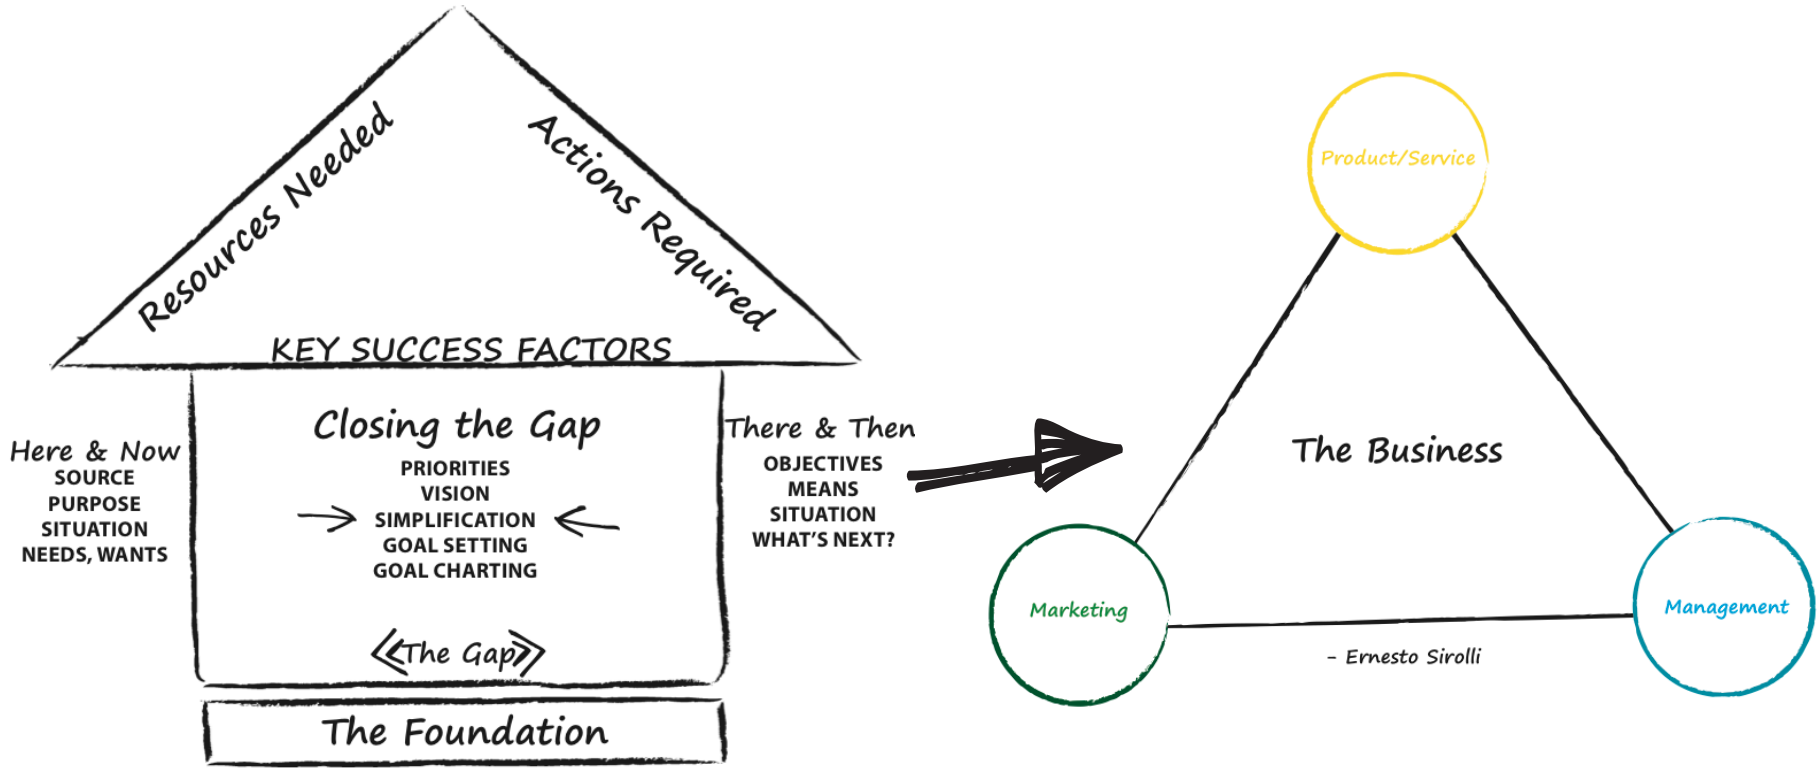 Resources Needed
Actions Required
KEY SUCCESS FACTORS
Here & Now
SOURCE
PURPOSE
SITUATION
NEEDS, WANTS
Closing the Gap
PRIORITIES
VISION
SIMPLIFICATION
GOAL SETTING
GOAL CHARTING
The Gap
There & Then
OBJECTIVES
MEANS
SITUATION
WHAT'S NEXT?
The Foundation
Product/Service
The Business
Marketing
Management
- Ernesto Sirolli